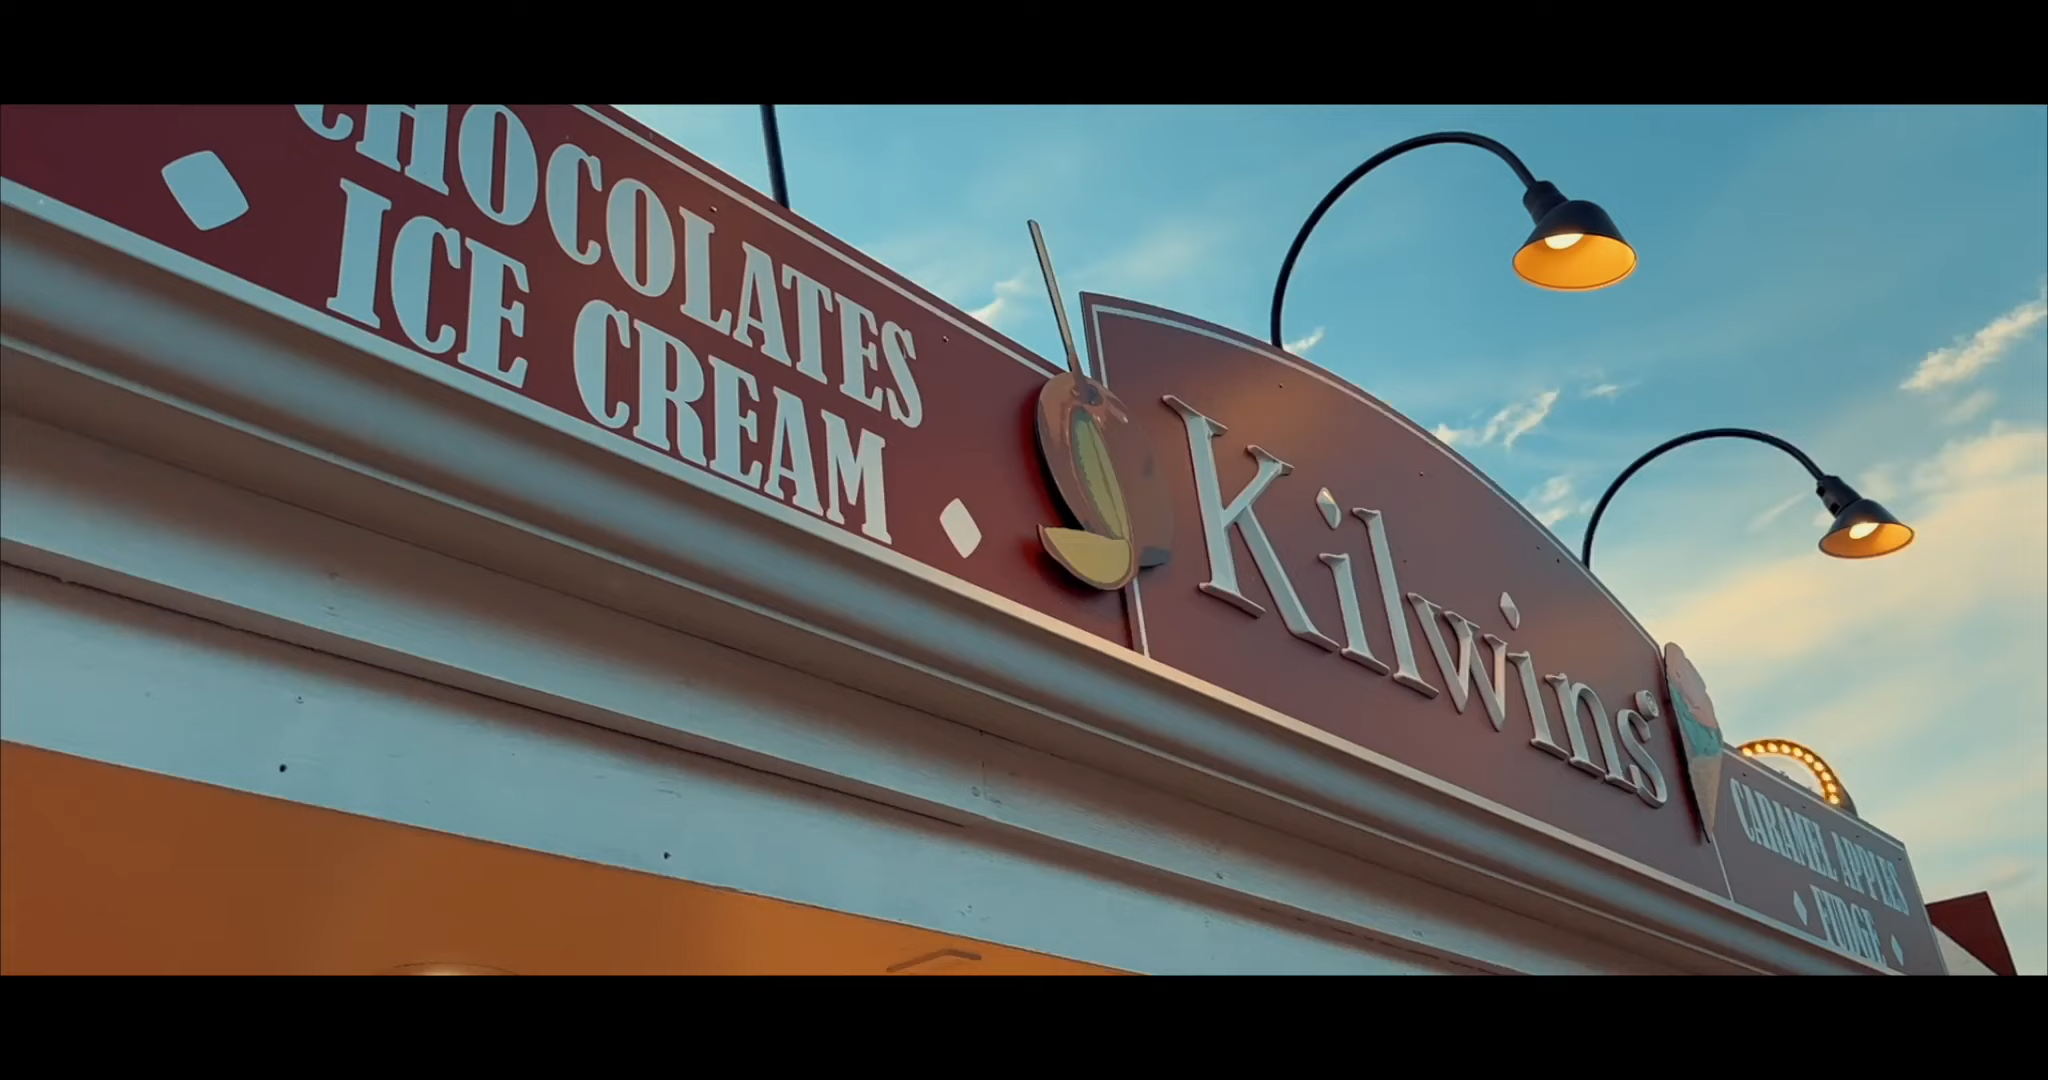 CHOCOLATES
ICE CREAM
Kilwins®
CARAMEL APPLES
FUDGE